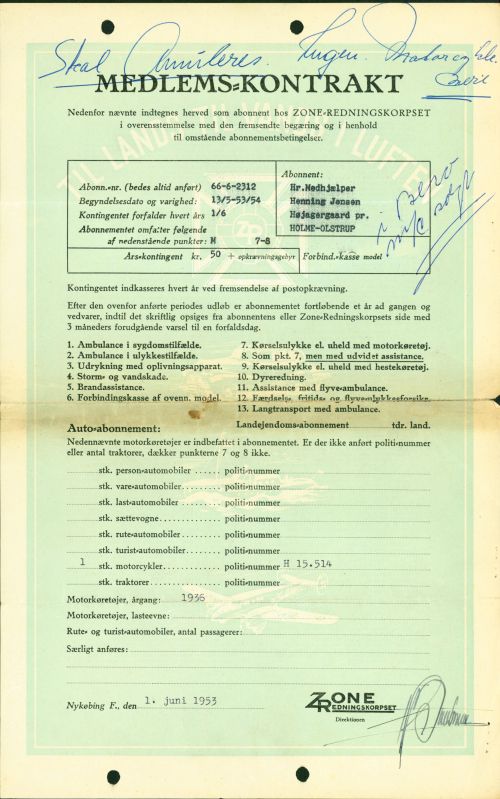 Skal Annulleres. Ingen Motorcykle
MEDLEMS-KONTRAKT
Nedenfor nævnte indtegnes herved som abonnent hos ZONE-REDNINGSKORPSET
i overensstemmelse med den fremsendte begæring og i henhold
til omstående abonnementsbetingelser.
TIL LANDS TIL VANDS I LUFTEN
Abonn.-nr. (bedes altid anført) 66-6-2312
Begyndelsesdato og varighed: 13/5-53/54
Kontingentet forfalder hvert års 1/6
Abonnementet omfatter følgende
af nedenstående punkter: M 7-8
Abonnent:
Hr. Medhjælper
Henning Jensen
Højagergaard pr.
HOLME-OLSTRUP
Års-kontingent kr. 50 + opkrævningsgebyr
Forbind.-kasse model
Kontingentet indkasseres hvert år ved fremsendelse af postopkrævning.
Efter den ovenfor anførte periodes udløb er abonnementet fortløbende et år ad gangen og
vedvarer, indtil det skriftlig opsiges fra abonnentens eller Zone-Redningskorpsets side med
3 måneders forudgående varsel til en forfaldsdag.
1. Ambulance i sygdomstilfælde.
2. Ambulance i ulykkestilfælde.
3. Udrykning med oplivningsapparat.
4. Storm- og vandskade.
5. Brandassistance.
6. Forbindingskasse af ovenn. model.
7. Kørselsulykke el. uheld med motorkøretøj.
8. Som pkt. 7, men med udvidet assistance.
9. Kørselsulykke el. uheld med hestekøretøj.
10. Dyreredning.
11. Assistance med flyve-ambulance.
12. Færdsels-, fritids- og flyve-ulykkesforsikr.
13. Langtransport med ambulance.
Landejendoms-abonnement tdr. land.
Auto-abonnement:
Nedennævnte motorkøretøjer er indbefattet i abonnementet. Er der ikke anført politi-nummer
eller antal traktorer, dækker punkterne 7 og 8 ikke.
stk. person-automobiler ...... politi-nummer
stk. vare-automobiler ......... politi-nummer
stk. last-automobiler ......... politi-nummer
stk. sættevogne ............... politi-nummer
stk. rute-automobiler ......... politi-nummer
stk. turist-automobiler ....... politi-nummer
1 stk. motorcykler ............ politi-nummer H 15.514
stk. traktorer ................ politi-nummer
Motorkøretøjer, årgang: 1936
Motorkøretøjer, lasteevne:
Rute- og turist-automobiler, antal passagerer:
Særligt anføres:
Nykøbing F., den 1. juni 1953
ZONE
REDNINGSKORPSET
Direktionen